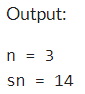 Output:
n = 3
sn = 14